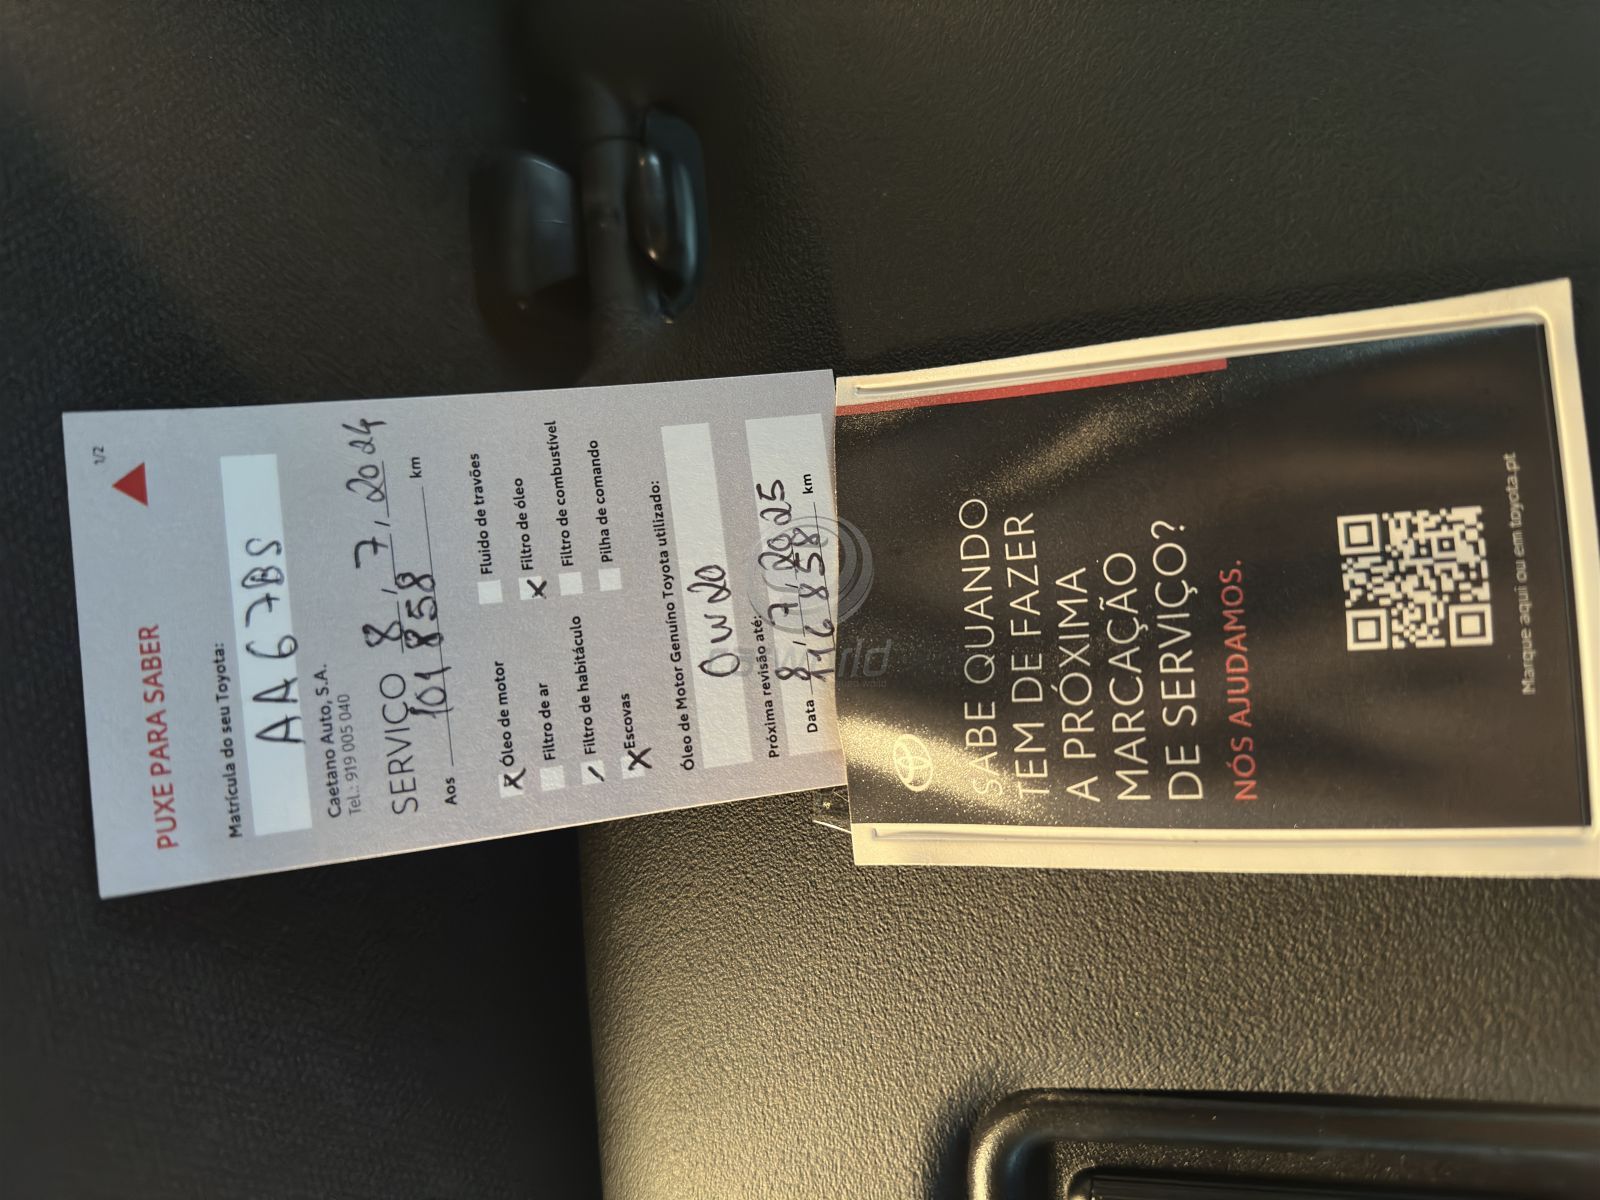 PUXE PARA SABER
1/2
Matrícula do seu Toyota:
AA67BS
Caetano Auto, S.A.
Tel.: 919 005 040
SERVIÇO 8, 7, 2024
Aos 101 858 km
X Óleo de motor
Fluido de travões
Filtro de ar
X Filtro de óleo
Filtro de habitáculo
Filtro de combustível
X Escovas
Pilha de comando
Óleo de Motor Genuíno Toyota utilizado:
0W20
Próxima revisão até:
8, 7, 2025
Data 116 858 km
SABE QUANDO
TEM DE FAZER
A PRÓXIMA
MARCAÇÃO
DE SERVIÇO?
NÓS AJUDAMOS.
Marque aqui ou em toyota.pt